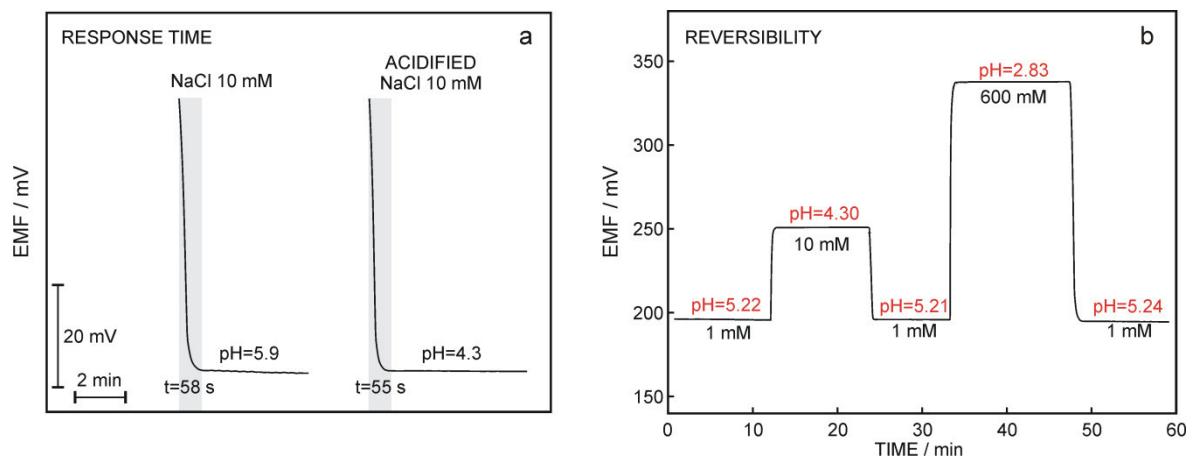 RESPONSE TIME
a
NaCl 10 mM
ACIDIFIED
NaCl 10 mM
EMF / mV
20 mV
2 min
pH=5.9
t=58 s
pH=4.3
t=55 s
REVERSIBILITY
b
EMF / mV
350
300
250
200
150
pH=5.22
1 mM
pH=4.30
10 mM
pH=5.21
1 mM
pH=2.83
600 mM
pH=5.24
1 mM
0 10 20 30 40 50 60
TIME / min